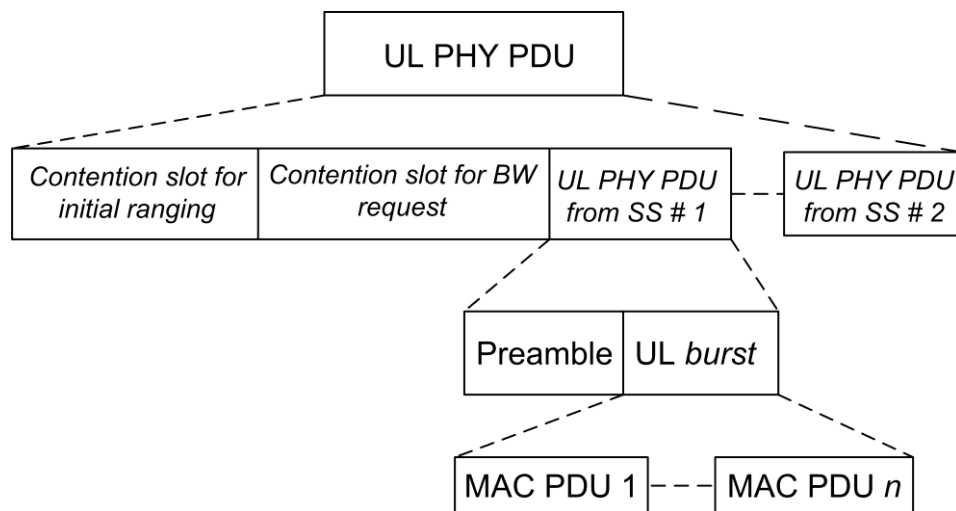 UL PHY PDU
Contention slot for
initial ranging
Contention slot for BW
request
UL PHY PDU
from SS # 1
UL PHY PDU
from SS # 2
Preamble
UL burst
MAC PDU 1
MAC PDU n